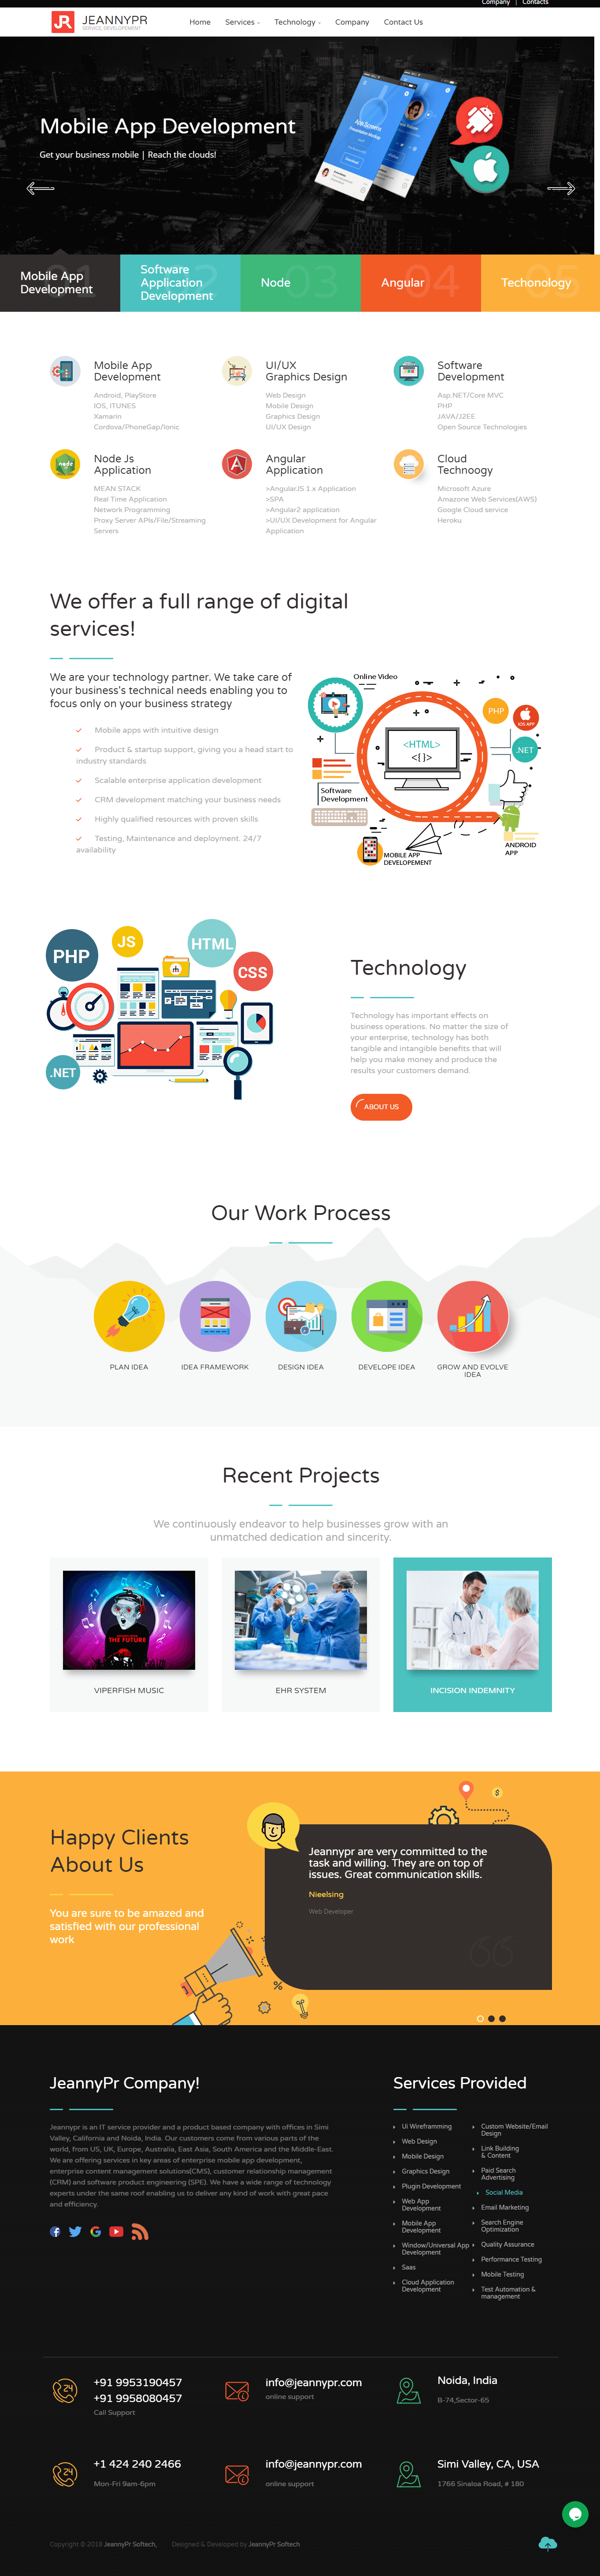 Company | Contacts
JR JEANNYPR
SERVICE, DEVELOPEMENT
Home Services Technology Company Contact Us
Mobile App Development
Get your business mobile | Reach the clouds!
01 Mobile App
Development
02 Software
Application
Development
03 Node
04 Angular
05 Techonology
Mobile App
Development
Android, PlayStore
IOS, ITUNES
Xamarin
Cordova/PhoneGap/Ionic
UI/UX
Graphics Design
Web Design
Mobile Design
Graphics Design
UI/UX Design
Software
Development
Asp.NET/Core MVC
PHP
JAVA/J2EE
Open Source Technologies
Node Js
Application
MEAN STACK
Real Time Application
Network Programming
Proxy Server APIs/File/Streaming
Servers
Angular
Application
>AngularJS 1.x Application
>SPA
>Angular2 application
>UI/UX Development for Angular
Application
Cloud
Technoogy
Microsoft Azure
Amazone Web Services(AWS)
Google Cloud service
Heroku
We offer a full range of digital
services!
We are your technology partner. We take care of
your business's technical needs enabling you to
focus only on your business strategy
Mobile apps with intuitive design
Product & startup support, giving you a head start to
industry standards
Scalable enterprise application development
CRM development matching your business needs
Highly qualified resources with proven skills
Testing, Maintenance and deployment. 24/7
availability
Online Video
PHP
IOS APP
.NET
<HTML>
<{}>
Software
Development
MOBILE APP
DEVELOPEMENT
ANDROID
APP
PHP
JS
HTML
CSS
.NET
Technology
Technology has important effects on
business operations. No matter the size of
your enterprise, technology has both
tangible and intangible benefits that will
help you make money and produce the
results your customers demand.
ABOUT US
Our Work Process
PLAN IDEA
IDEA FRAMEWORK
DESIGN IDEA
DEVELOPE IDEA
GROW AND EVOLVE
IDEA
Recent Projects
We continuously endeavor to help businesses grow with an
unmatched dedication and sincerity.
THE FUTURE
VIPERFISH MUSIC
EHR SYSTEM
INCISION INDEMNITY
Happy Clients
About Us
You are sure to be amazed and
satisfied with our professional
work
Jeannypr are very committed to the
task and willing. They are on top of
issues. Great communication skills.
Nieelsing
Web Developer
JeannyPr Company!
Jeannypr is an IT service provider and a product based company with offices in Simi
Valley, California and Noida, India. Our customers come from various parts of the
world, from US, UK, Europe, Australia, East Asia, South America and the Middle-East.
We are offering services in key areas of enterprise mobile app development,
enterprise content management solutions(CMS), customer relationship management
(CRM) and software product engineering (SPE). We have a wide range of technology
experts under the same roof enabling us to deliver any kind of work with great pace
and efficiency.
Services Provided
Ui Wireframming
Web Design
Mobile Design
Graphics Design
Plugin Development
Web App
Development
Mobile App
Development
Window/Universal App
Development
Saas
Cloud Application
Development
Custom Website/Email
Design
Link Building
& Content
Paid Search
Advertising
Social Media
Email Marketing
Search Engine
Optimization
Quality Assurance
Performance Testing
Mobile Testing
Test Automation &
management
+91 9953190457
+91 9958080457
Call Support
info@jeannypr.com
online support
Noida, India
B-74,Sector-65
+1 424 240 2466
Mon-Fri 9am-6pm
info@jeannypr.com
online support
Simi Valley, CA, USA
1766 Sinaloa Road, # 180
Copyright © 2018 JeannyPr Softech, Designed & Developed by JeannyPr Softech